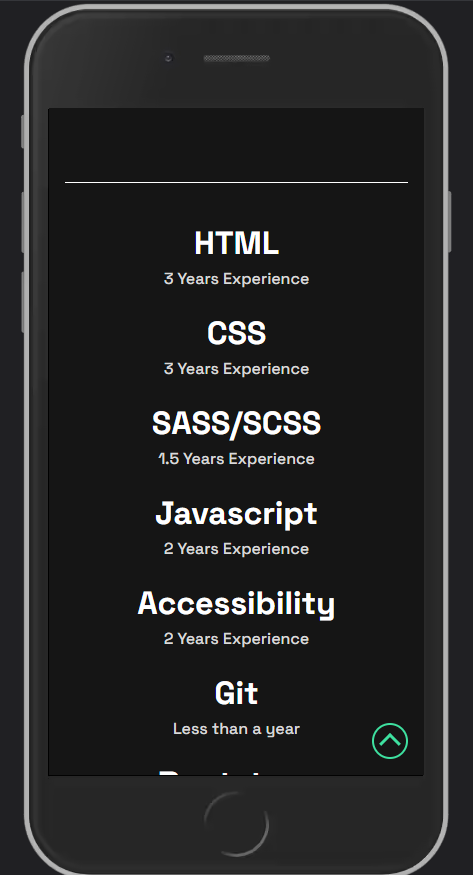 HTML
3 Years Experience
CSS
3 Years Experience
SASS/SCSS
1.5 Years Experience
Javascript
2 Years Experience
Accessibility
2 Years Experience
Git
Less than a year